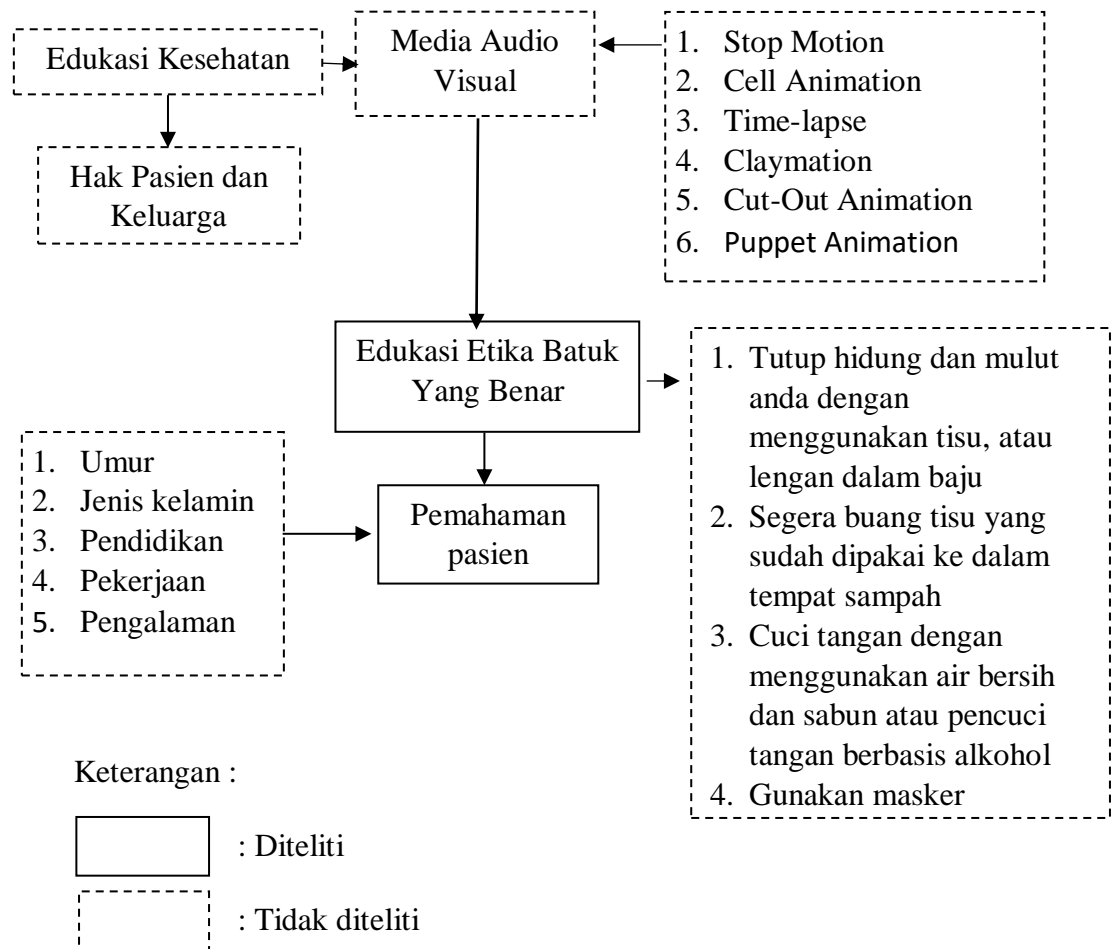 Edukasi Kesehatan
Media Audio
Visual
1. Stop Motion
2. Cell Animation
3. Time-lapse
4. Claymation
5. Cut-Out Animation
6. Puppet Animation
Hak Pasien dan
Keluarga
Edukasi Etika Batuk
Yang Benar
1. Tutup hidung dan mulut
anda dengan
menggunakan tisu, atau
lengan dalam baju
2. Segera buang tisu yang
sudah dipakai ke dalam
tempat sampah
3. Cuci tangan dengan
menggunakan air bersih
dan sabun atau pencuci
tangan berbasis alkohol
4. Gunakan masker
1. Umur
2. Jenis kelamin
3. Pendidikan
4. Pekerjaan
5. Pengalaman
Pemahaman
pasien
Keterangan :
: Diteliti
: Tidak diteliti